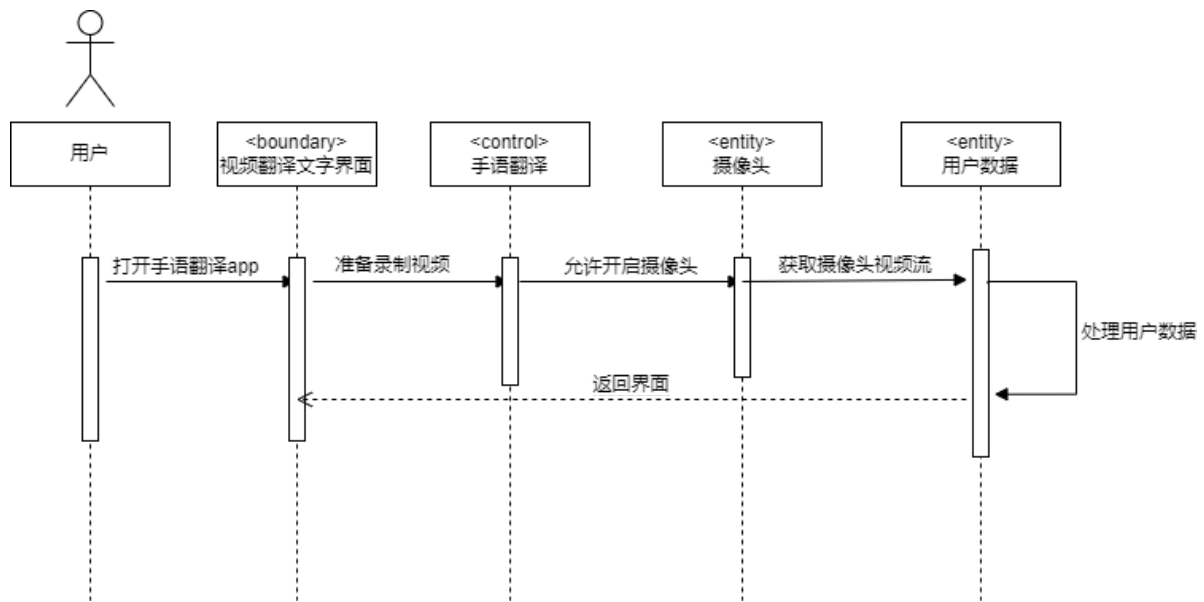 用户
<boundary>
视频翻译文字界面
<control>
手语翻译
<entity>
摄像头
<entity>
用户数据
打开手语翻译app
准备录制视频
允许开启摄像头
获取摄像头视频流
处理用户数据
返回界面